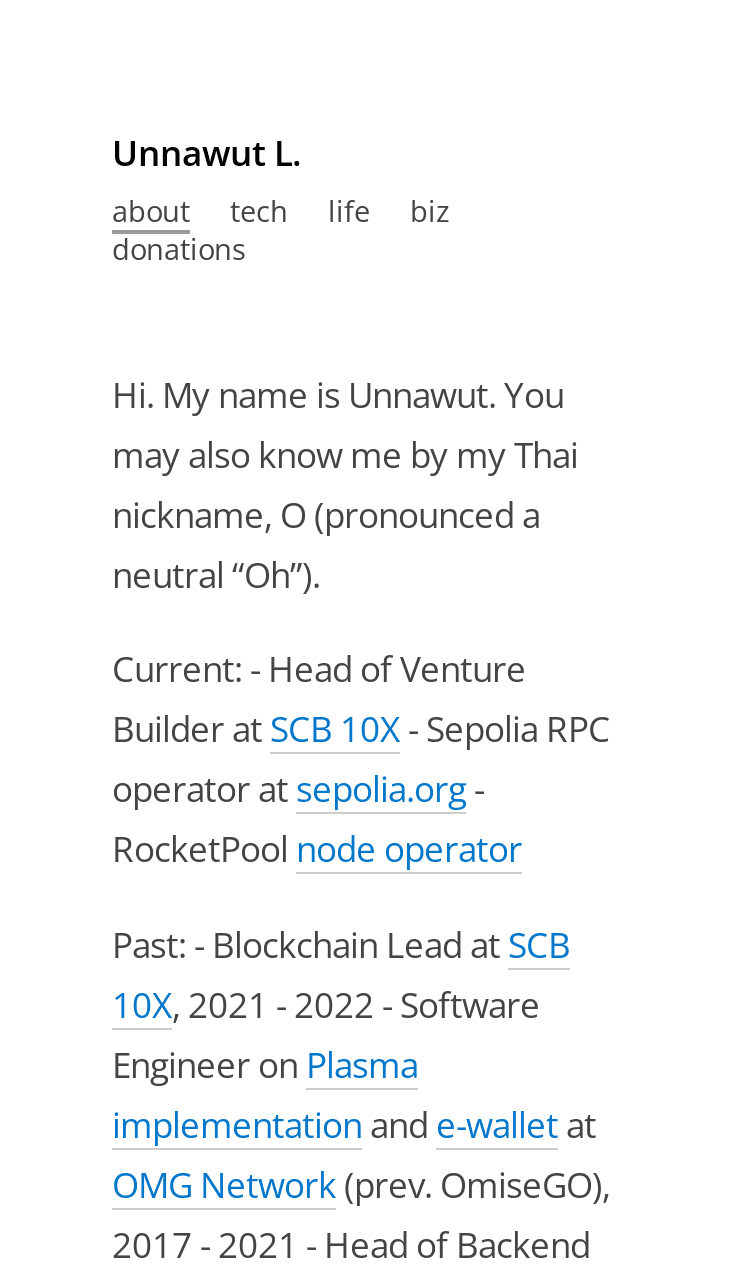 Unnawut L.
about tech life biz
donations
Hi. My name is Unnawut. You
may also know me by my Thai
nickname, O (pronounced a
neutral “Oh”).
Current: - Head of Venture
Builder at SCB 10X - Sepolia RPC
operator at sepolia.org -
RocketPool node operator
Past: - Blockchain Lead at SCB
10X, 2021 - 2022 - Software
Engineer on Plasma
implementation and e-wallet at
OMG Network (prev. OmiseGO),
2017 - 2021 - Head of Backend